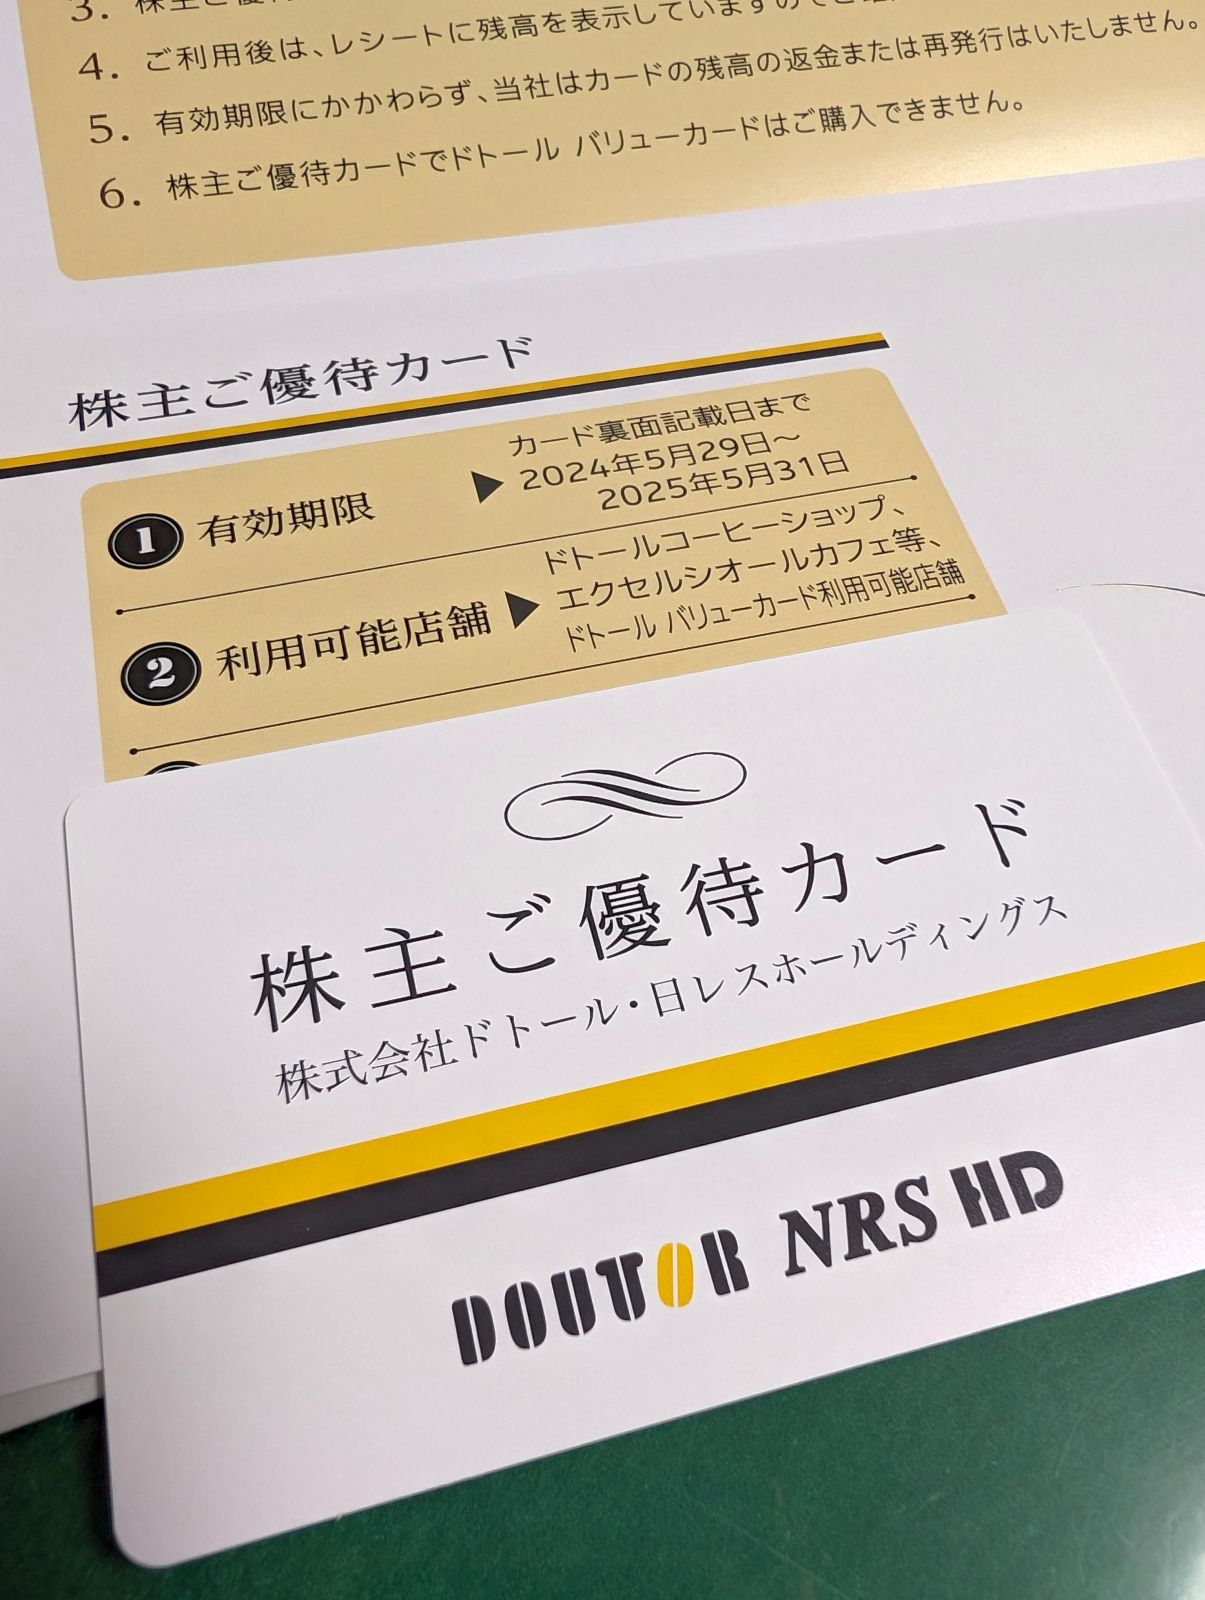 3. 株主ご優待
4. ご利用後は、レシートに残高を表示していますのでご
5. 有効期限にかかわらず、当社はカードの残高の返金または再発行はいたしません。
6. 株主ご優待カードでドトール バリューカードはご購入できません。
株主ご優待カード
1 有効期限
カード裏面記載日まで
2024年5月29日～
2025年5月31日
2 利用可能店舗
ドトールコーヒーショップ、
エクセルシオールカフェ等、
ドトール バリューカード利用可能店舗
株主ご優待カード
株式会社ドトール・日レスホールディングス
DOUTOR NRS HD